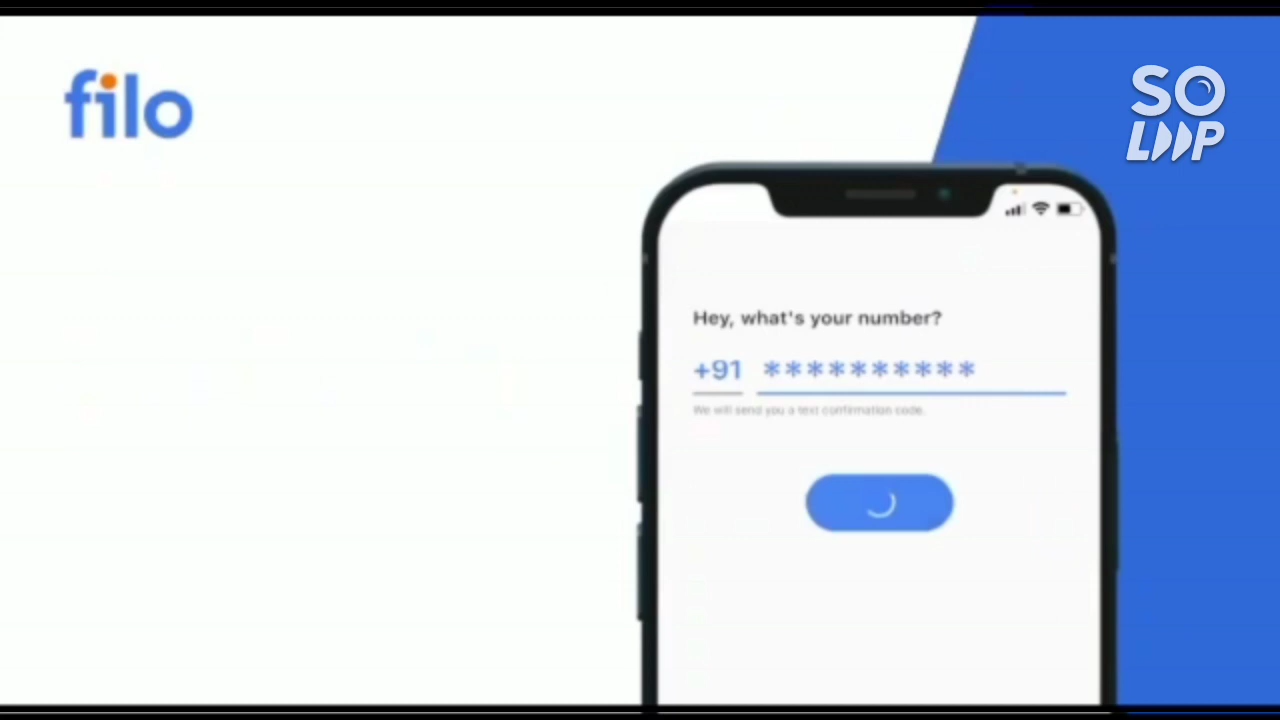 filo
SO
LOOP
Hey, what's your number?
+91 **********
We will send you a text confirmation code.